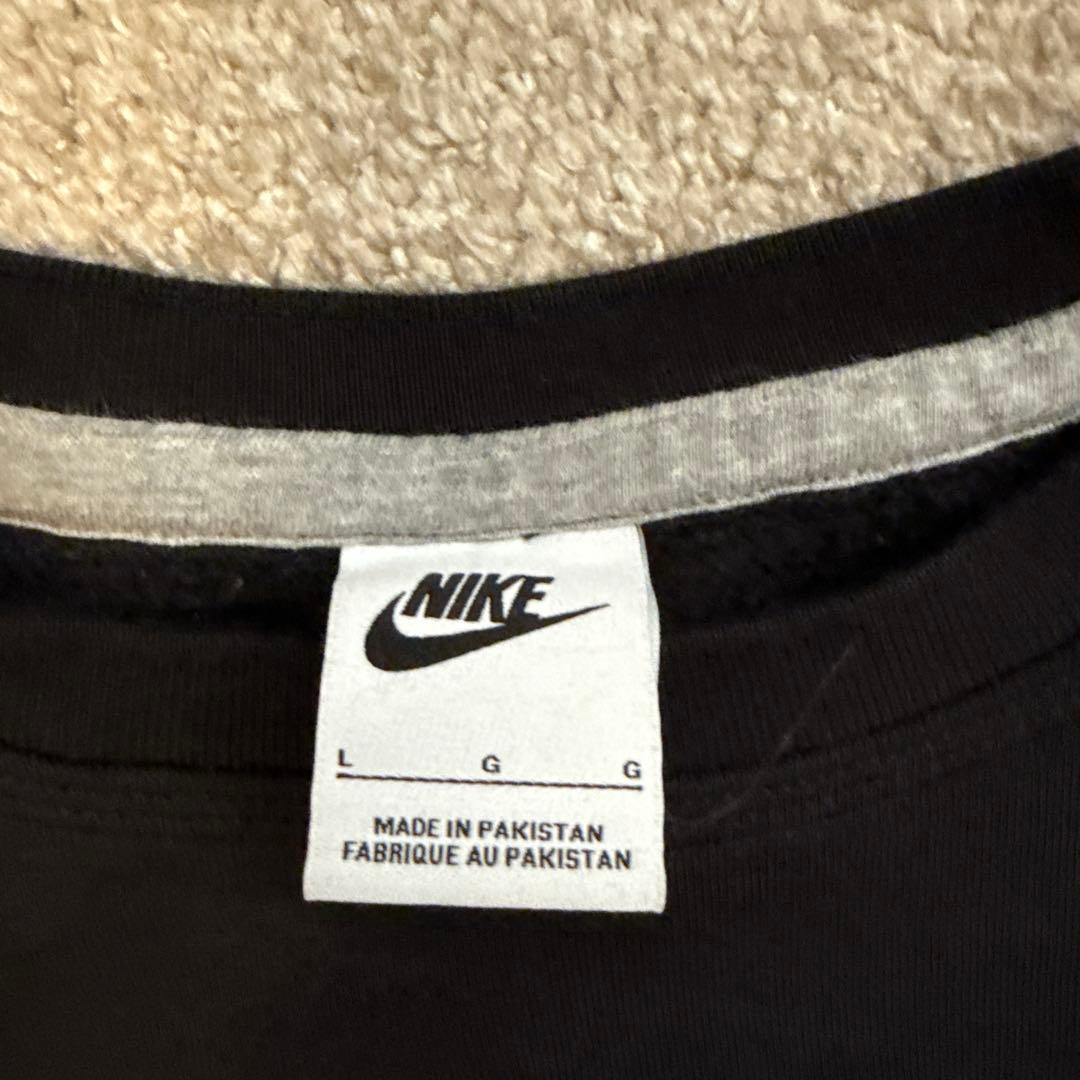 NIKE
L G G
MADE IN PAKISTAN
FABRIQUE AU PAKISTAN